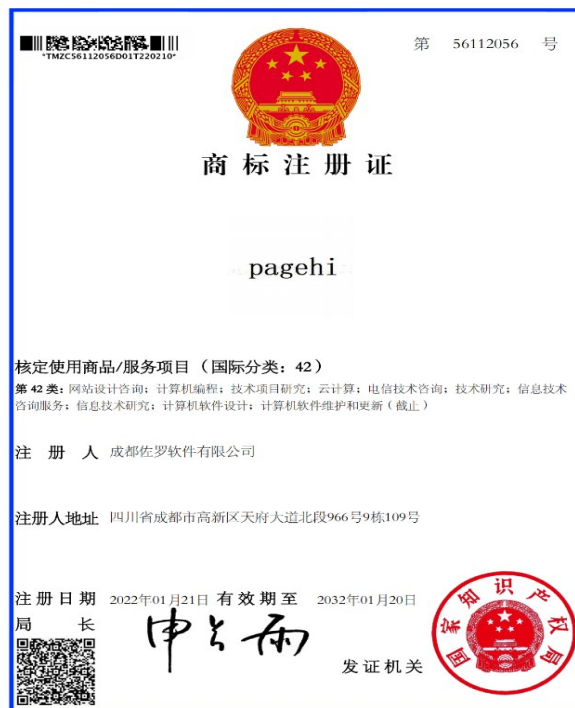 *TMZC56112056D01T220210*
第 56112056 号
商标注册证
pagehi
核定使用商品/服务项目（国际分类：42）
第 42 类：网站设计咨询；计算机编程；技术项目研究；云计算；电信技术咨询；技术研究；信息技术
咨询服务；信息技术研究；计算机软件设计；计算机软件维护和更新（截止）
注 册 人 成都佐罗软件有限公司
注册人地址 四川省成都市高新区天府大道北段966号9栋109号
注册日期 2022年01月21日 有效期至 2032年01月20日
局 长 申长雨
发证机关
国家知识产权局